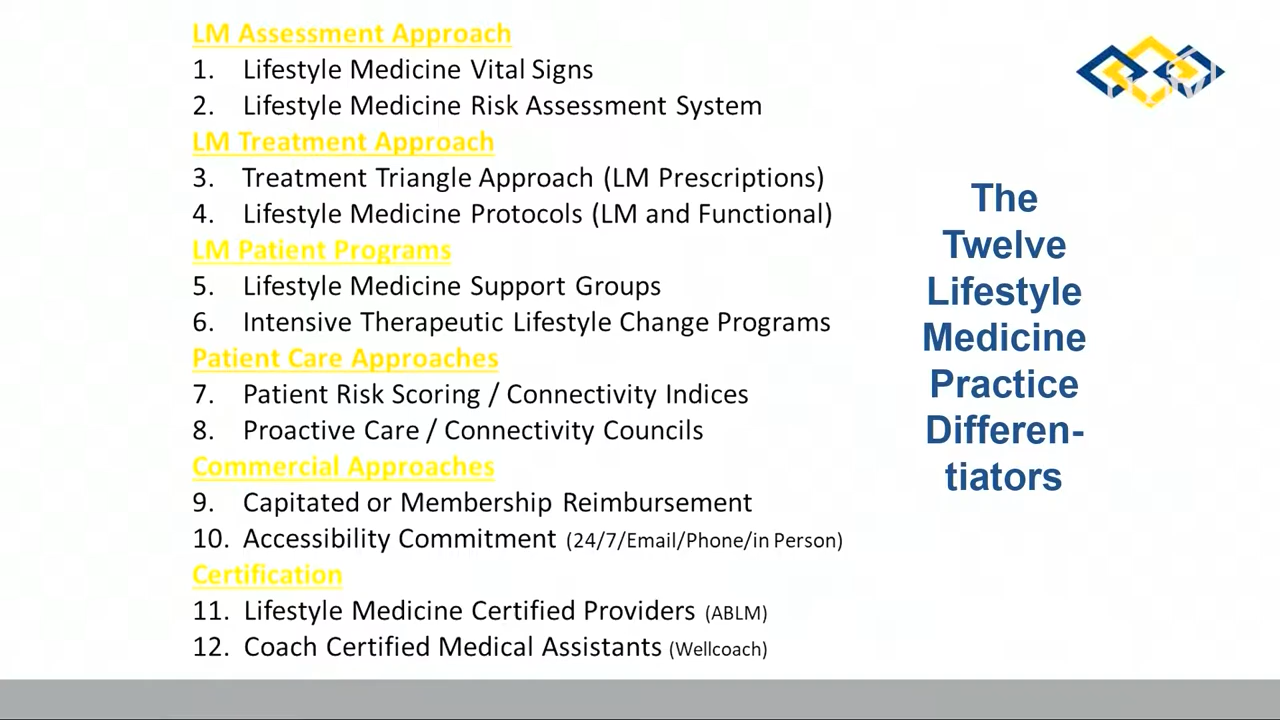 LM Assessment Approach
1. Lifestyle Medicine Vital Signs
2. Lifestyle Medicine Risk Assessment System
LM Treatment Approach
3. Treatment Triangle Approach (LM Prescriptions)
4. Lifestyle Medicine Protocols (LM and Functional)
LM Patient Programs
5. Lifestyle Medicine Support Groups
6. Intensive Therapeutic Lifestyle Change Programs
Patient Care Approaches
7. Patient Risk Scoring / Connectivity Indices
8. Proactive Care / Connectivity Councils
Commercial Approaches
9. Capitated or Membership Reimbursement
10. Accessibility Commitment (24/7/Email/Phone/in Person)
Certification
11. Lifestyle Medicine Certified Providers (ABLM)
12. Coach Certified Medical Assistants (Wellcoach)
The
Twelve
Lifestyle
Medicine
Practice
Differen-
tiators